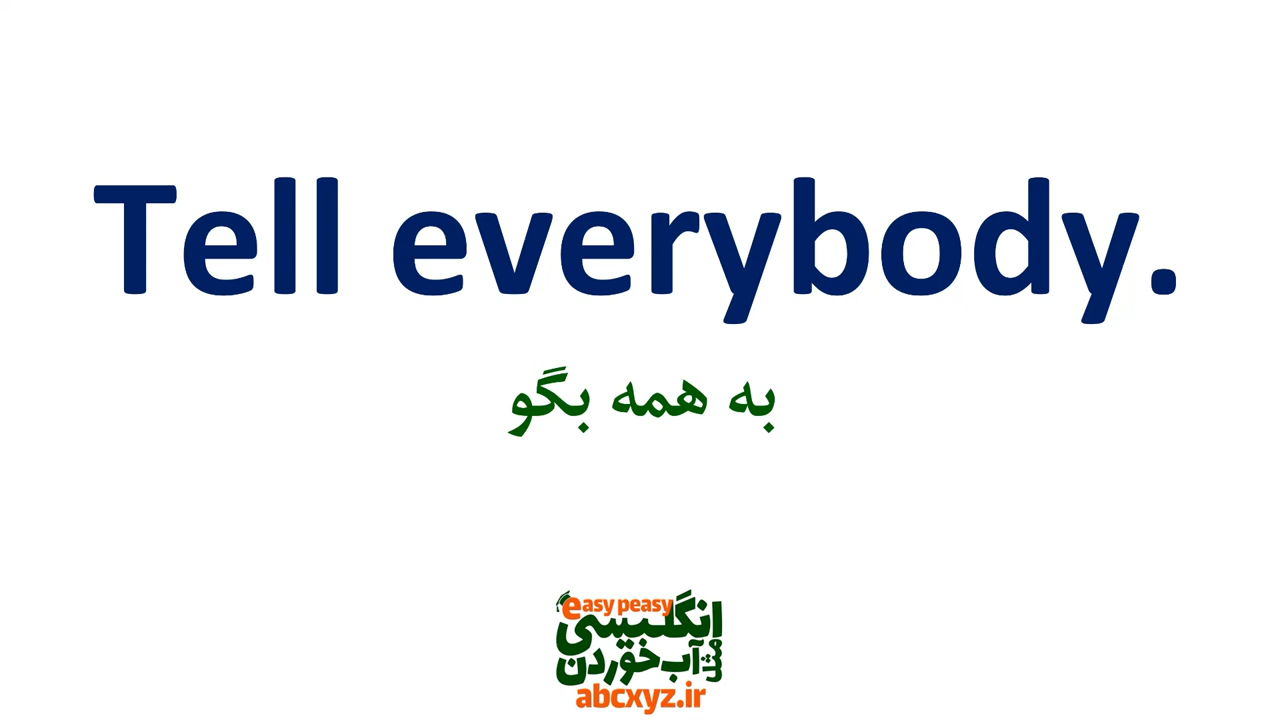 Tell everybody.
به همه بگو
easy peasy
انگلیسی
مثل آب خوردن
abcxyz.ir